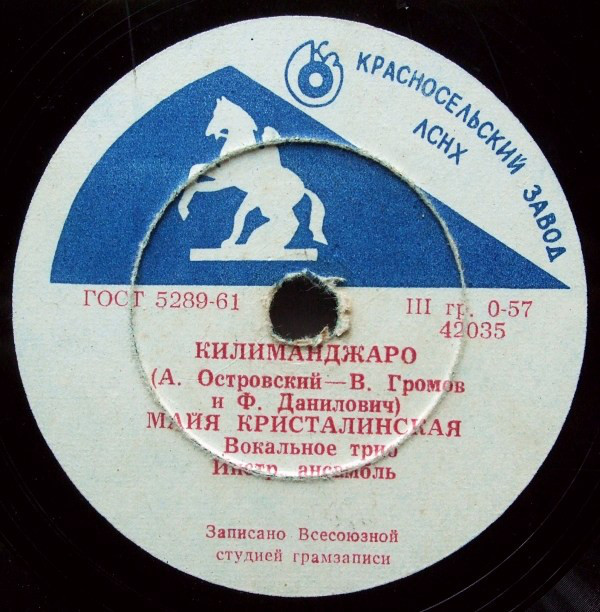 КРАСНОСЕЛЬСКИЙ ЗАВОД
ЛСНХ
ГОСТ 5289-61
III гр. 0-57
42035
КИЛИМАНДЖАРО
(А. Островский—В. Громов
и Ф. Данилович)
МАЙЯ КРИСТАЛИНСКАЯ
Вокальное трио
Инстр. ансамбль
Записано Всесоюзной
студией грамзаписи